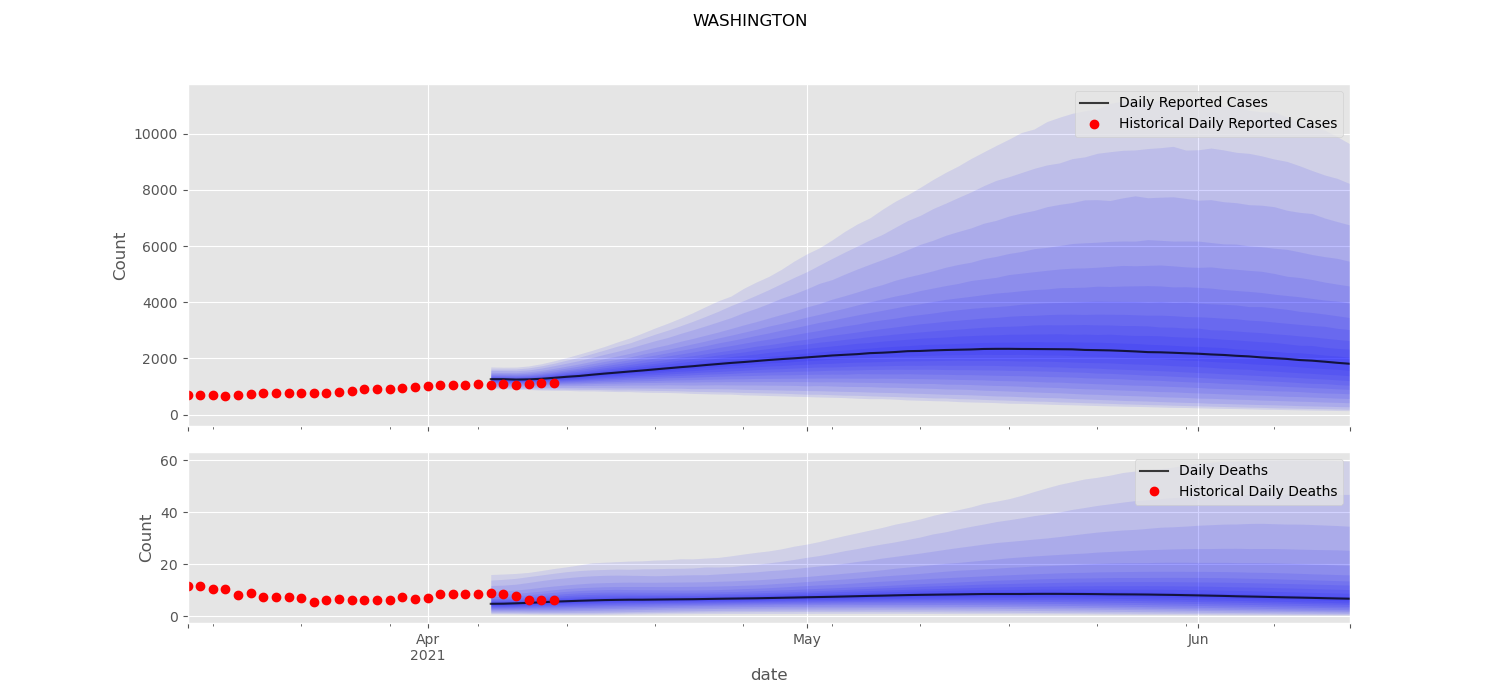 WASHINGTON
Daily Reported Cases
Historical Daily Reported Cases
10000
8000
6000
4000
2000
0
Count
Daily Deaths
Historical Daily Deaths
60
40
20
0
Count
Apr
2021
May
Jun
date